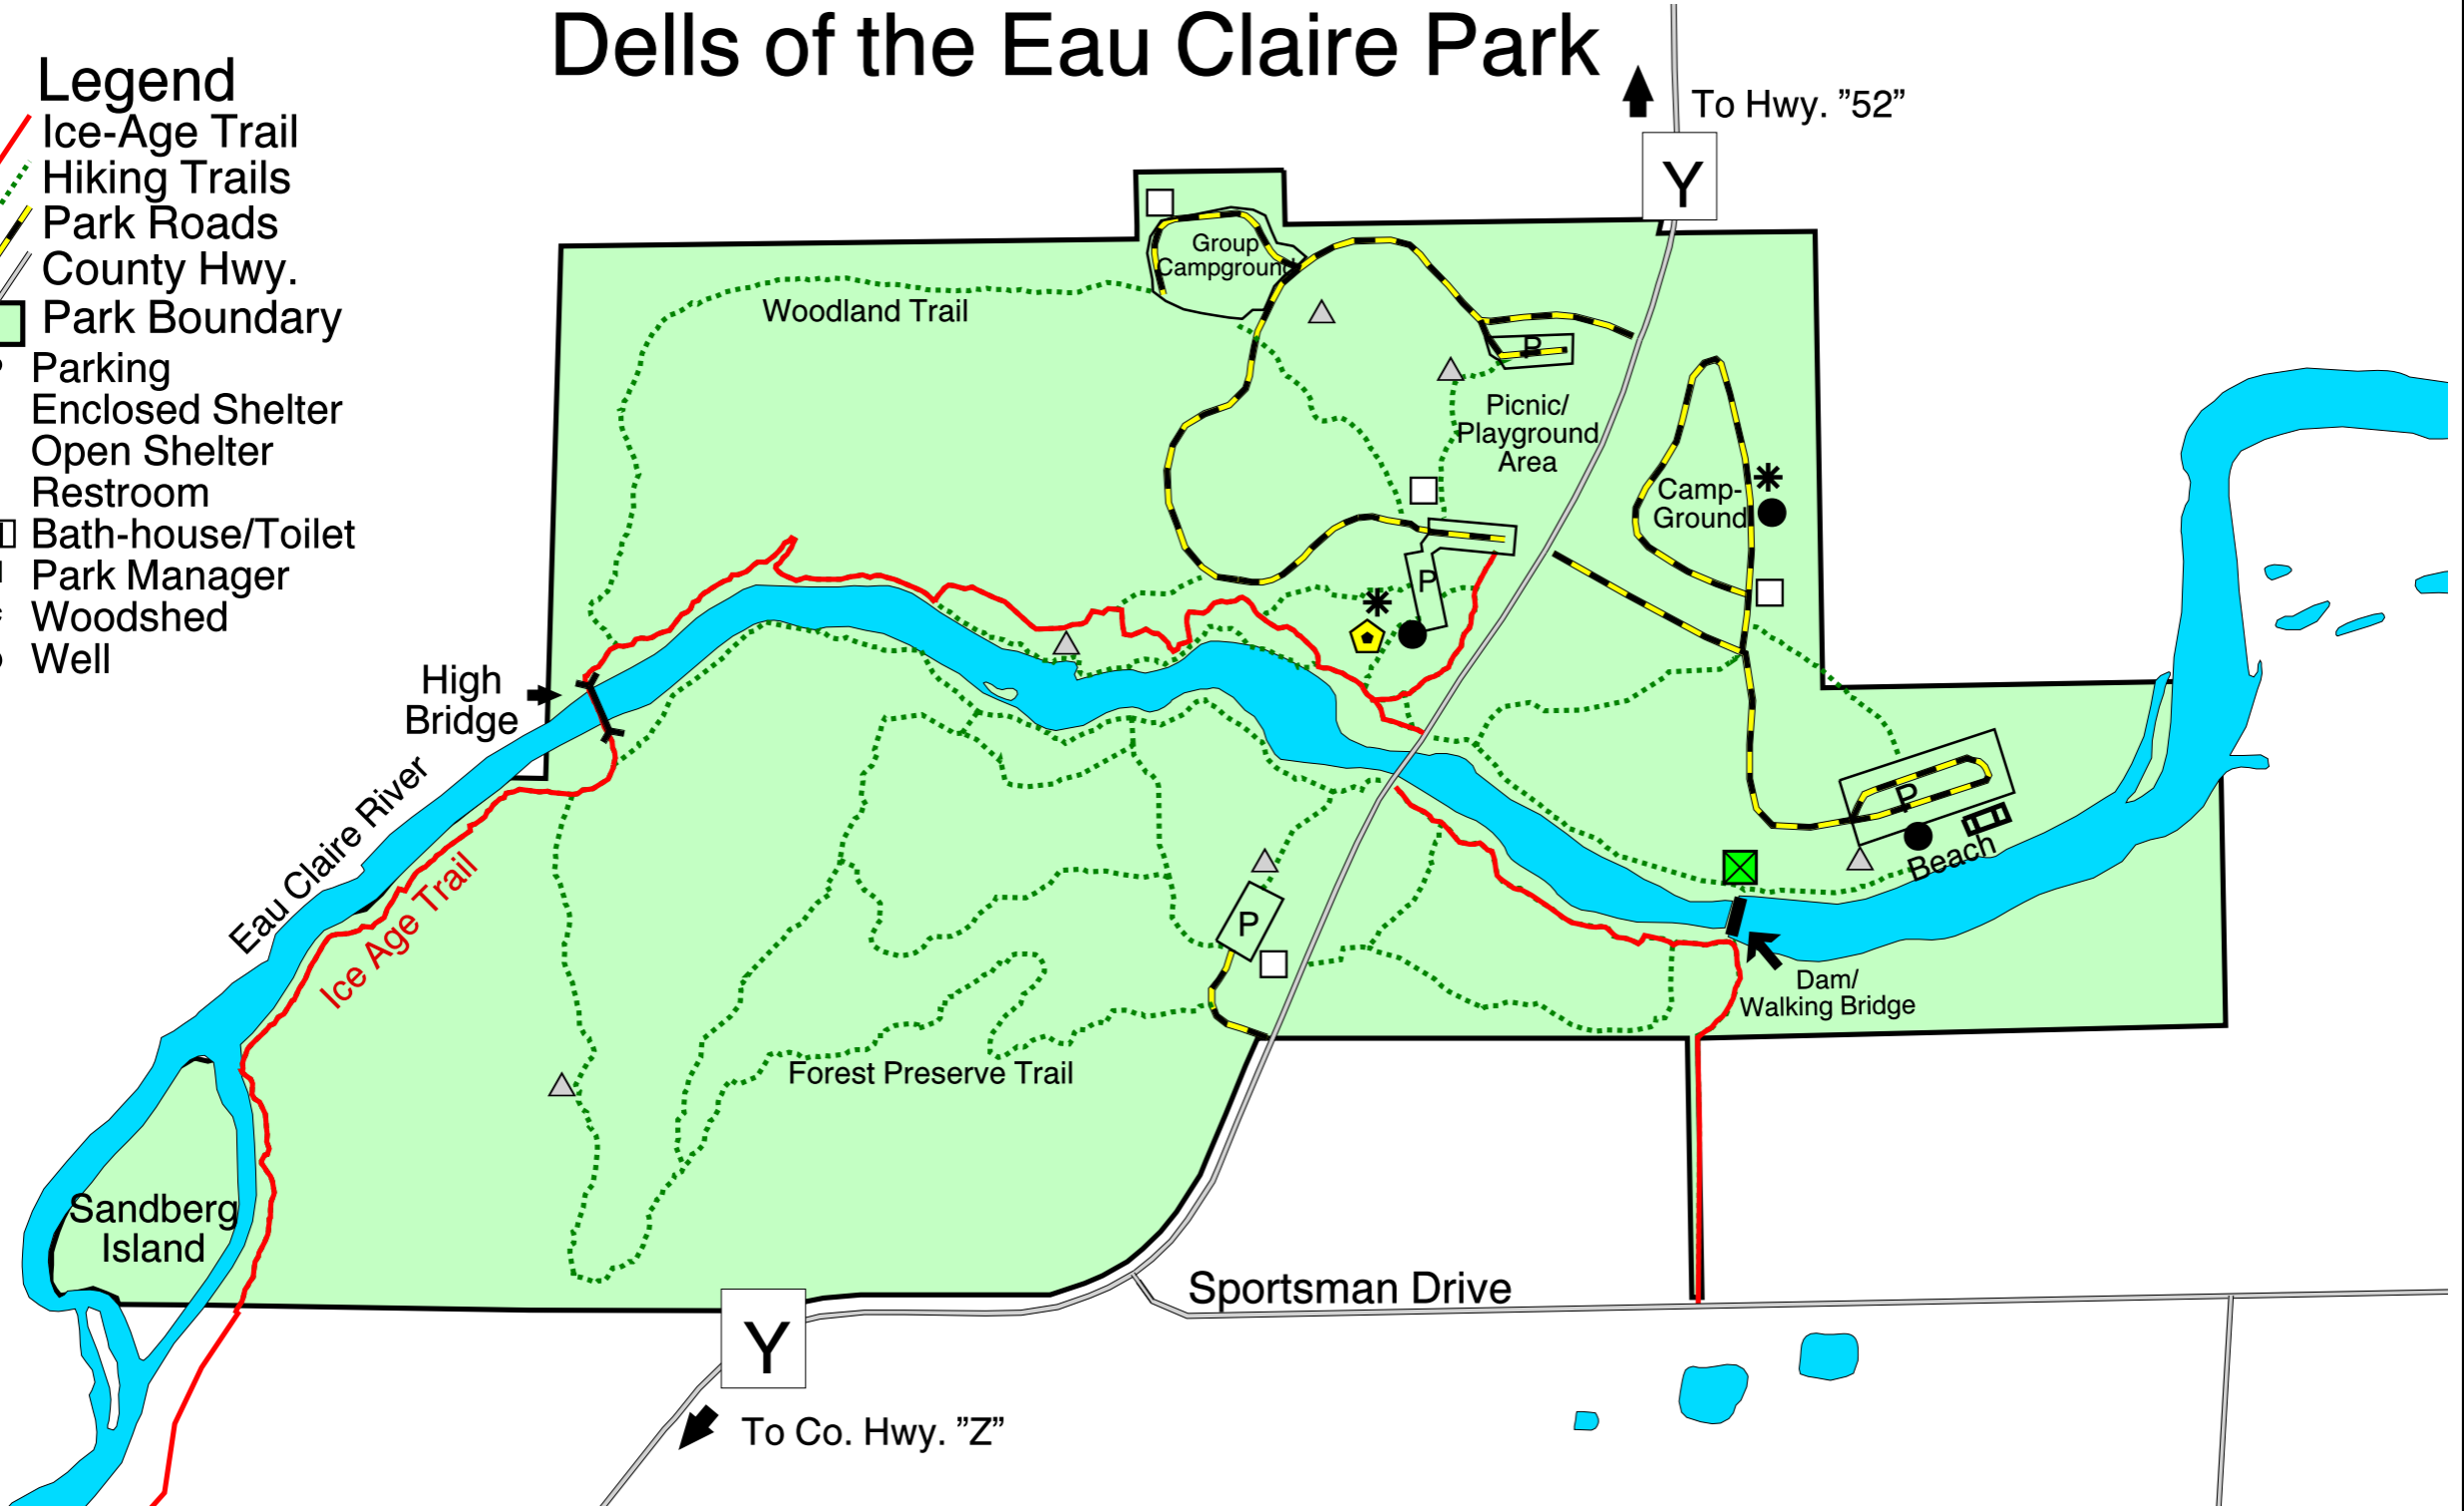 Dells of the Eau Claire Park
Legend
Ice-Age Trail
Hiking Trails
Park Roads
County Hwy.
Park Boundary
Parking
Enclosed Shelter
Open Shelter
Restroom
Bath-house/Toilet
Park Manager
Woodshed
Well
To Hwy. ”52”
Y
Group
Campground
Woodland Trail
P
Picnic/
Playground
Area
Camp-
Ground
P
High
Bridge
Eau Claire River
Ice Age Trail
P
Beach
P
Dam/
Walking Bridge
Forest Preserve Trail
Sandberg
Island
Sportsman Drive
Y
To Co. Hwy. ”Z”